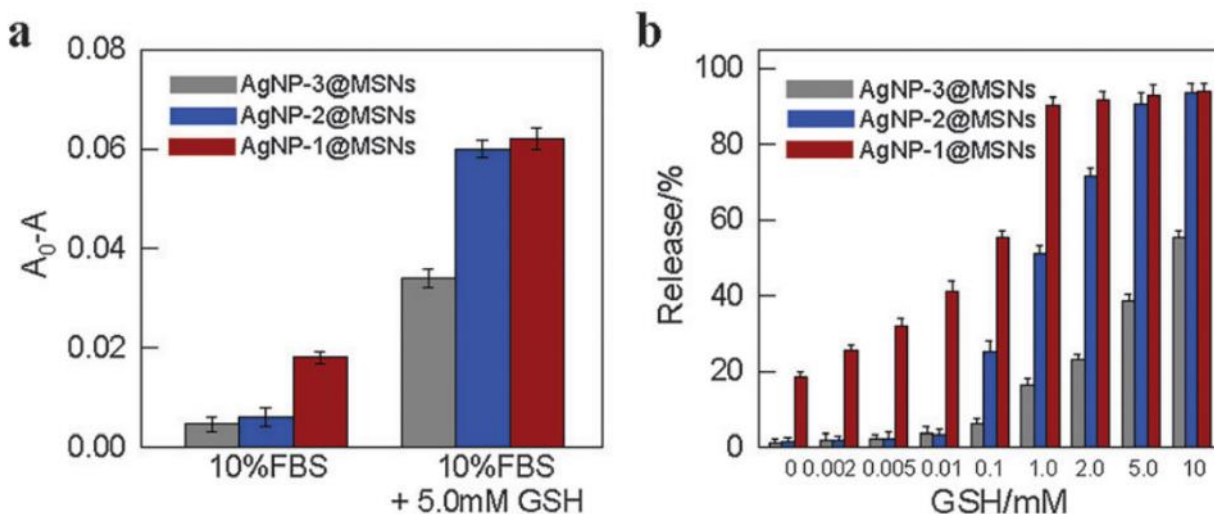 a
0.08
0.06
0.04
0.02
0.00
A₀-A
AgNP-3@MSNs
AgNP-2@MSNs
AgNP-1@MSNs
10%FBS
10%FBS
+ 5.0mM GSH
b
100
80
60
40
20
0
Release/%
AgNP-3@MSNs
AgNP-2@MSNs
AgNP-1@MSNs
0 0.002 0.005 0.01 0.1 1.0 2.0 5.0 10
GSH/mM